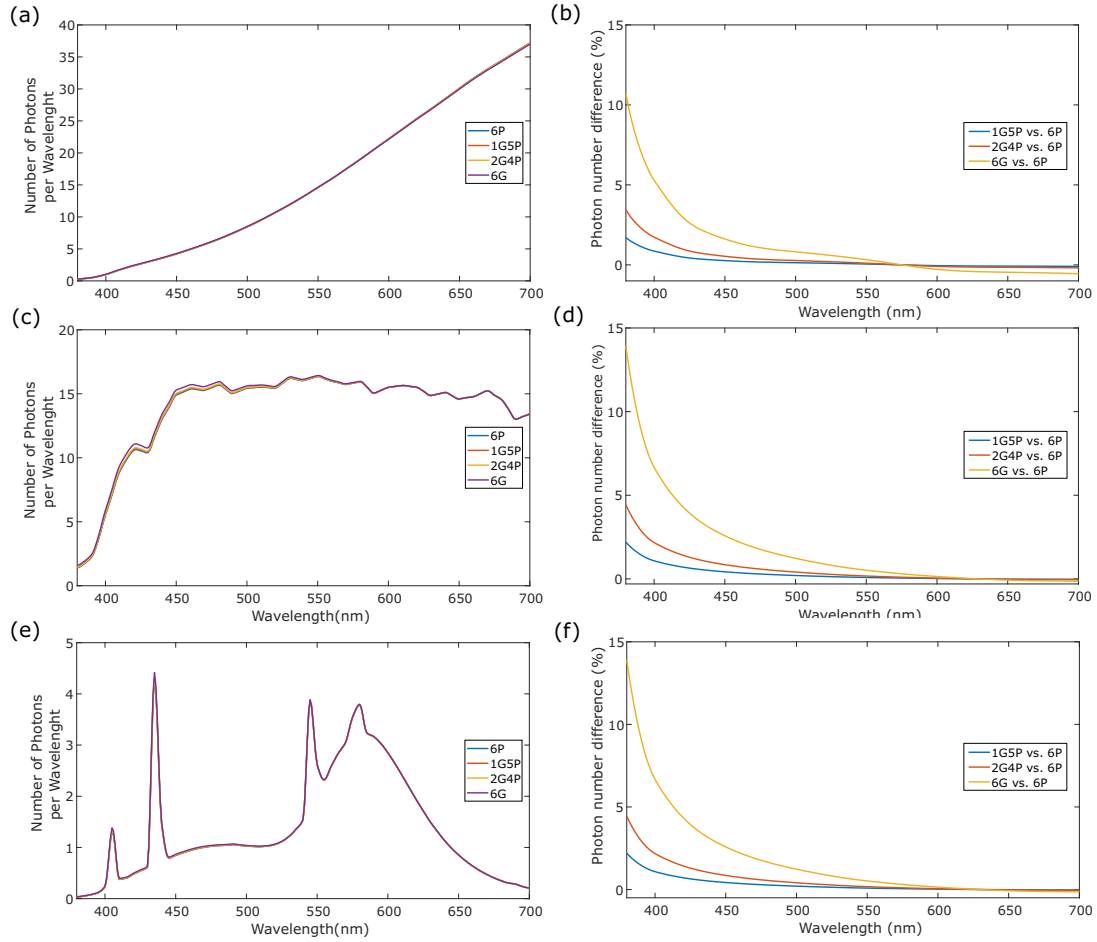 (a)
40
35
30
25
20
15
10
5
0
Number of Photons
per Wavelenght
6P
1G5P
2G4P
6G
400
450
500
550
600
650
700
(b)
15
10
5
0
Photon number difference (%)
1G5P vs. 6P
2G4P vs. 6P
6G vs. 6P
400
450
500
550
600
650
700
Wavelength (nm)
(c)
20
15
10
5
0
Number of Photons
per Wavelenght
6P
1G5P
2G4P
6G
400
450
500
550
600
650
700
Wavelength(nm)
(d)
15
10
5
0
Photon number difference (%)
1G5P vs. 6P
2G4P vs. 6P
6G vs. 6P
400
450
500
550
600
650
700
Wavelength (nm)
(e)
5
4
3
2
1
0
Number of Photons
per Wavelenght
6P
1G5P
2G4P
6G
400
450
500
550
600
650
700
Wavelength(nm)
(f)
15
10
5
0
Photon number difference (%)
1G5P vs. 6P
2G4P vs. 6P
6G vs. 6P
400
450
500
550
600
650
700
Wavelength (nm)